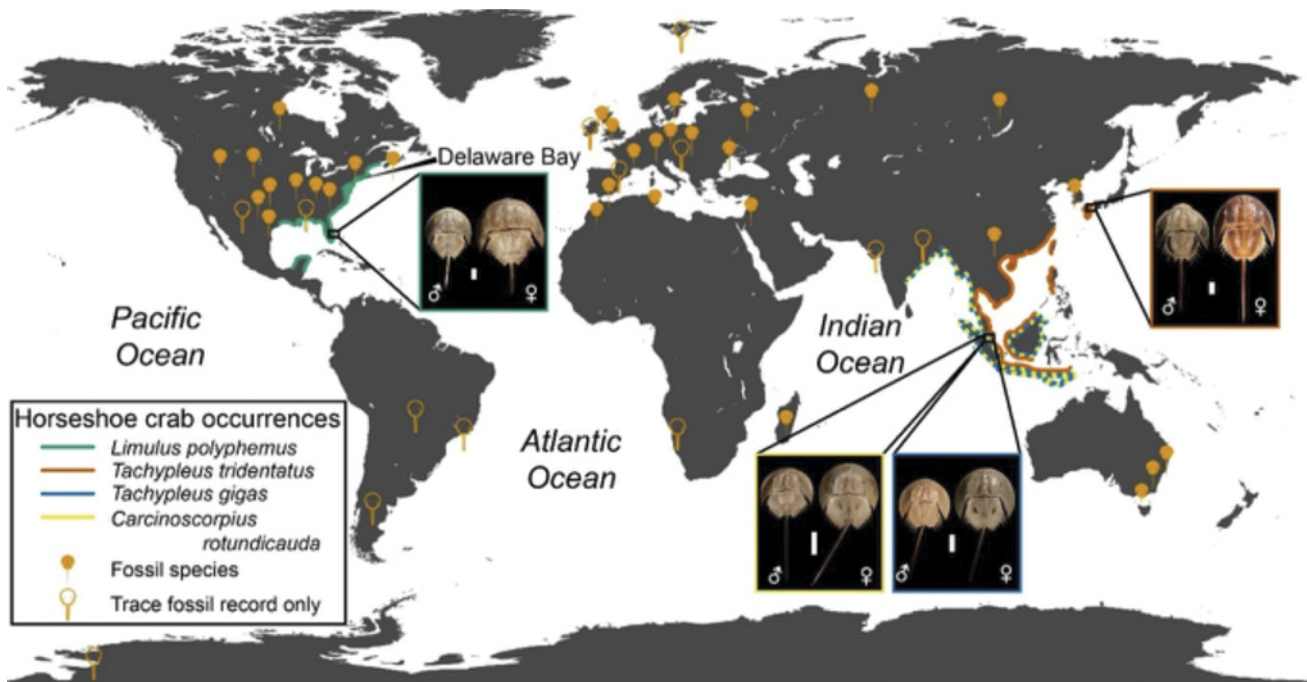 Delaware Bay
♂ ♀
♂ ♀
Pacific
Ocean
Indian
Ocean
Atlantic
Ocean
♂ ♀
♂ ♀
Horseshoe crab occurrences
Limulus polyphemus
Tachypleus tridentatus
Tachypleus gigas
Carcinoscorpius
rotundicauda
Fossil species
Trace fossil record only